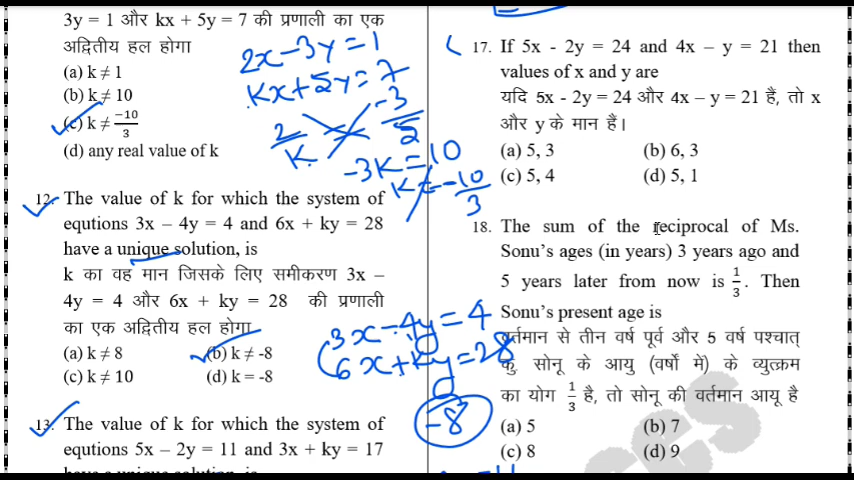 3y = 1 और kx + 5y = 7 की प्रणाली का एक
अद्वितीय हल होगा
(a) k ≠ 1
(b) k ≠ 10
(c) k ≠ −10/3
(d) any real value of k
2x − 3y = 1
kx + 5y = 7
2/k −3/5
−3k = 10
k ≠ −10/3
12. The value of k for which the system of
equtions 3x − 4y = 4 and 6x + ky = 28
have a unique solution, is
k का वह मान जिसके लिए समीकरण 3x −
4y = 4 और 6x + ky = 28 की प्रणाली
का एक अद्वितीय हल होगा
(a) k ≠ 8 (b) k ≠ -8
(c) k ≠ 10 (d) k = -8
3x − 4y = 4
6x + ky = 28
−8
13. The value of k for which the system of
equtions 5x − 2y = 11 and 3x + ky = 17
have a unique solution, is
17. If 5x - 2y = 24 and 4x − y = 21 then
values of x and y are
यदि 5x - 2y = 24 और 4x − y = 21 है, तो x
और y के मान हैं।
(a) 5, 3 (b) 6, 3
(c) 5, 4 (d) 5, 1
18. The sum of the reciprocal of Ms.
Sonu's ages (in years) 3 years ago and
5 years later from now is 1/3. Then
Sonu's present age is
वर्तमान से तीन वर्ष पूर्व और 5 वर्ष पश्चात्
कु. सोनू के आयु (वर्षों में) के व्युत्क्रम
का योग 1/3 है, तो सोनू की वर्तमान आयू है
(a) 5 (b) 7
(c) 8 (d) 9